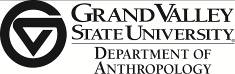 GRAND VALLEY
STATE UNIVERSITY®
DEPARTMENT OF
ANTHROPOLOGY